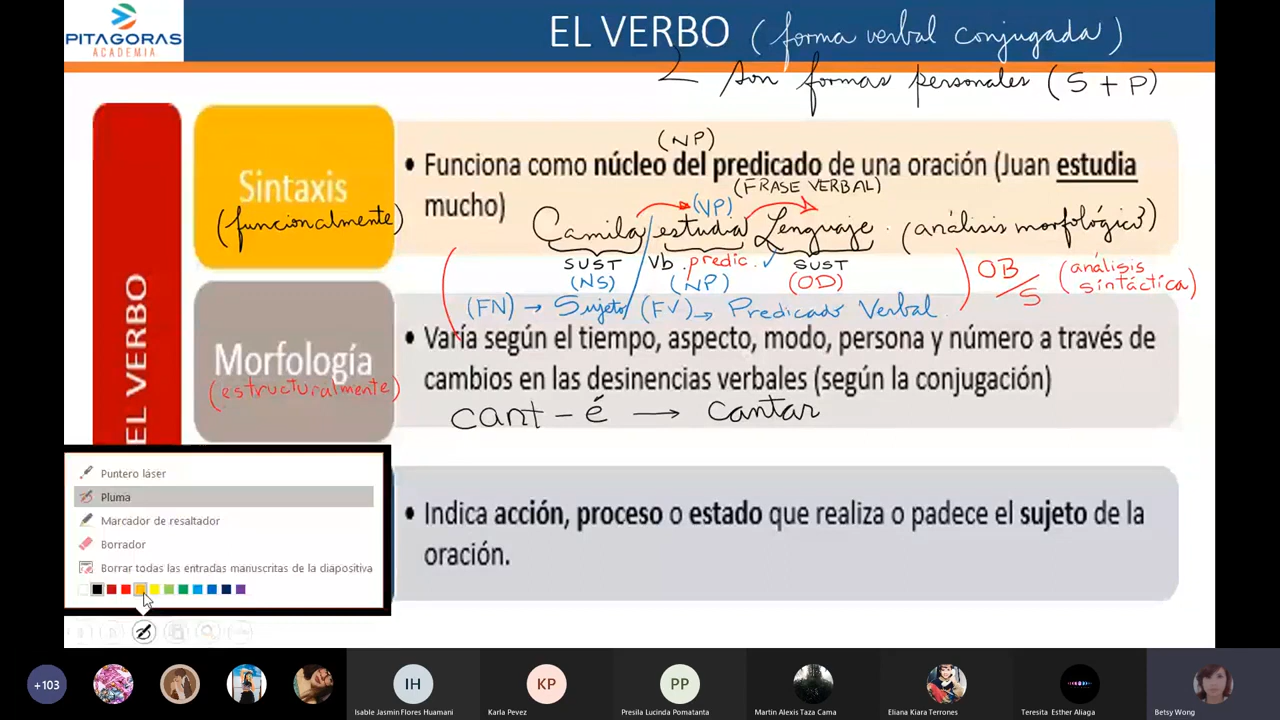 PITAGORAS
ACADEMIA
EL VERBO (forma verbal conjugada)
son formas personales (S + P)
EL VERBO
Sintaxis
(funcionalmente)
(NP)
• Funciona como núcleo del predicado de una oración (Juan estudia
(FRASE VERBAL)
mucho)
(VP)
Camila / estudia Lenguaje. (análisis morfológico)
SUST Vb predic. ✓ SUST
(NS) (NP) (OD)
OB/S (análisis
sintáctica)
(FN) → Sujeto / (FV) → Predicado Verbal.
Morfología
(estructuralmente)
• Varía según el tiempo, aspecto, modo, persona y número a través de
cambios en las desinencias verbales (según la conjugación)
cant - é → cantar
• Indica acción, proceso o estado que realiza o padece el sujeto de la
oración.
Puntero láser
Pluma
Marcador de resaltador
Borrador
Borrar todas las entradas manuscritas de la diapositiva
+103
IH
Isable Jasmin Flores Huamani
KP
Karla Pevez
PP
Presila Lucinda Pomatanta
Martin Alexis Taza Cama
Eliana Kiara Terrones
Teresita Esther Aliaga
Betsy Wong